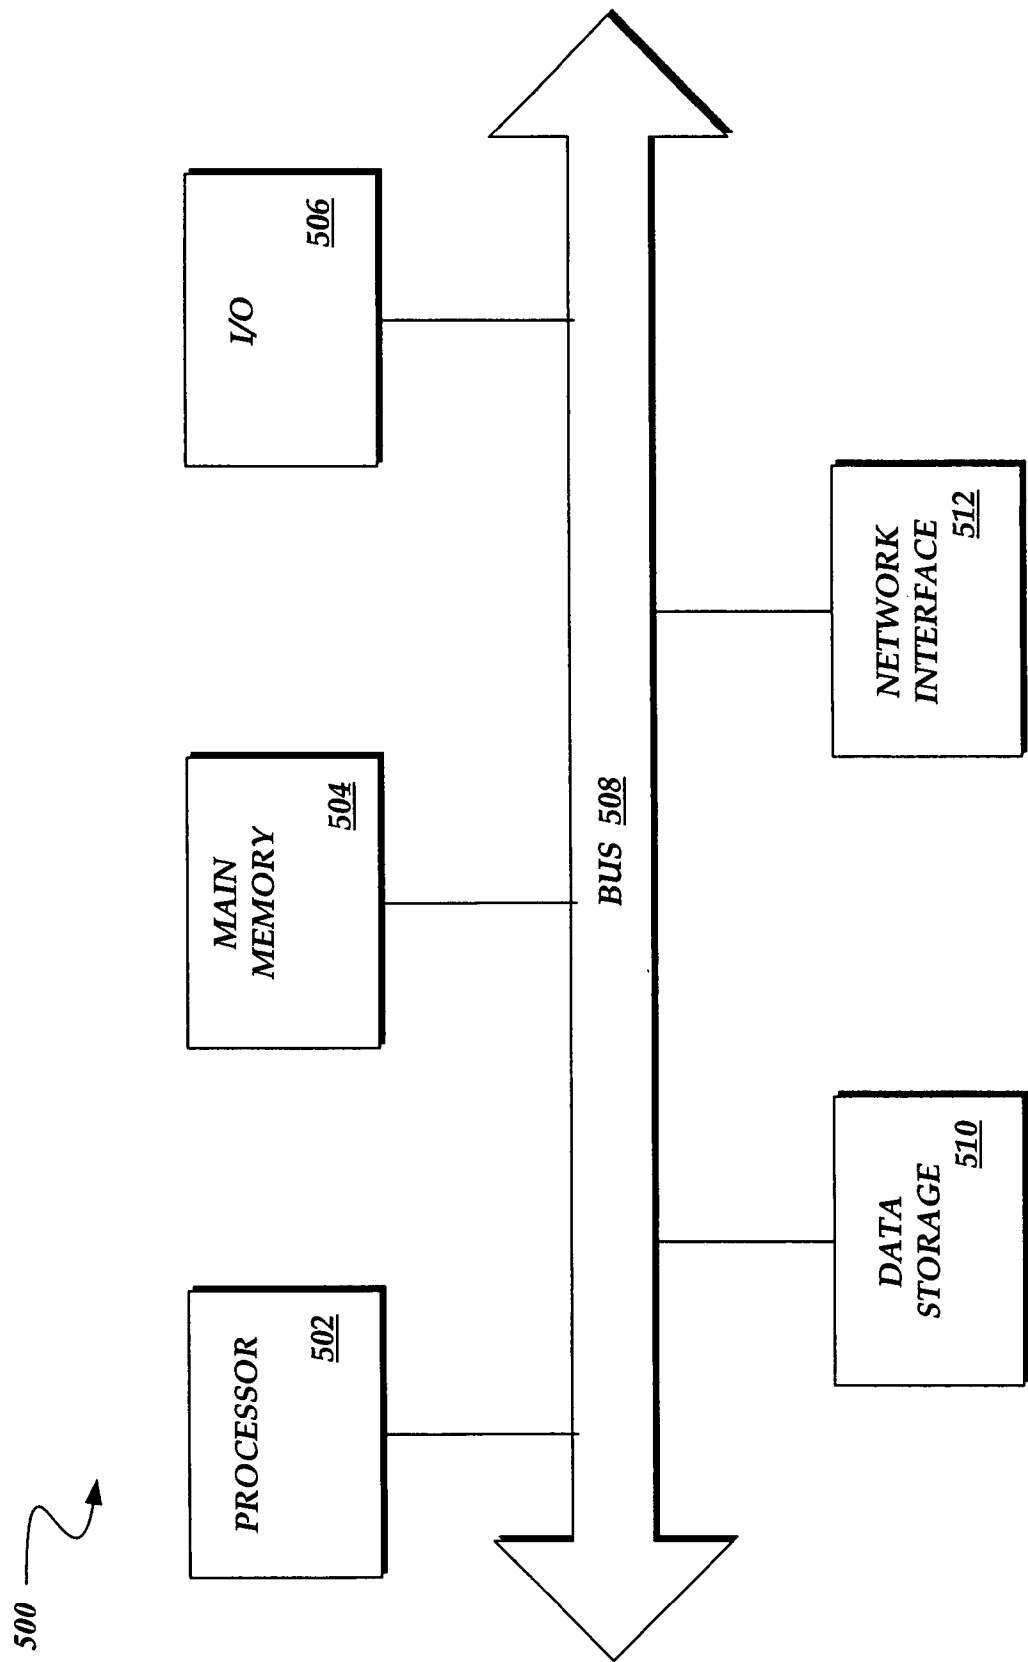 500
PROCESSOR
502
MAIN
MEMORY
504
I/O
506
BUS 508
DATA
STORAGE
510
NETWORK
INTERFACE
512